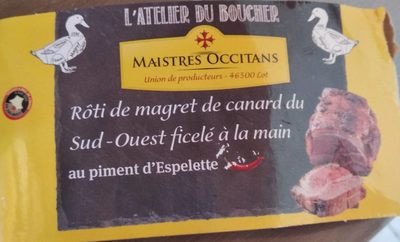 L'ATELIER DU BOUCHER
MAISTRES OCCITANS
Union de producteurs - 46500 Lot
Rôti de magret de canard du
Sud-Ouest ficelé à la main
au piment d'Espelette